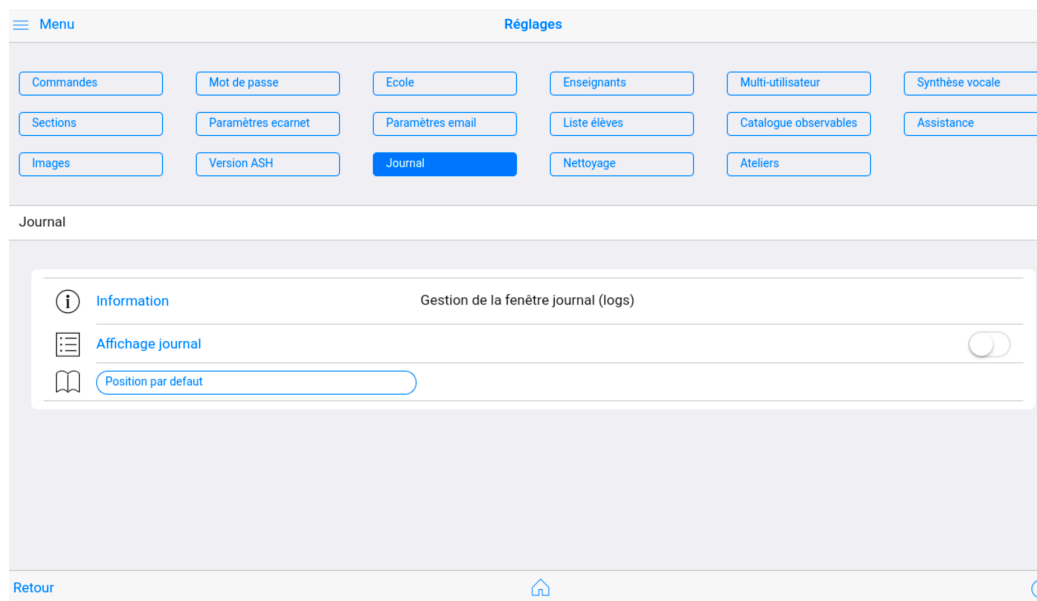 Menu
Réglages
Commandes
Mot de passe
Ecole
Enseignants
Multi-utilisateur
Synthèse vocale
Sections
Paramètres ecarnet
Paramètres email
Liste élèves
Catalogue observables
Assistance
Images
Version ASH
Journal
Nettoyage
Ateliers
Journal
Information
Gestion de la fenêtre journal (logs)
Affichage journal
Position par defaut
Retour